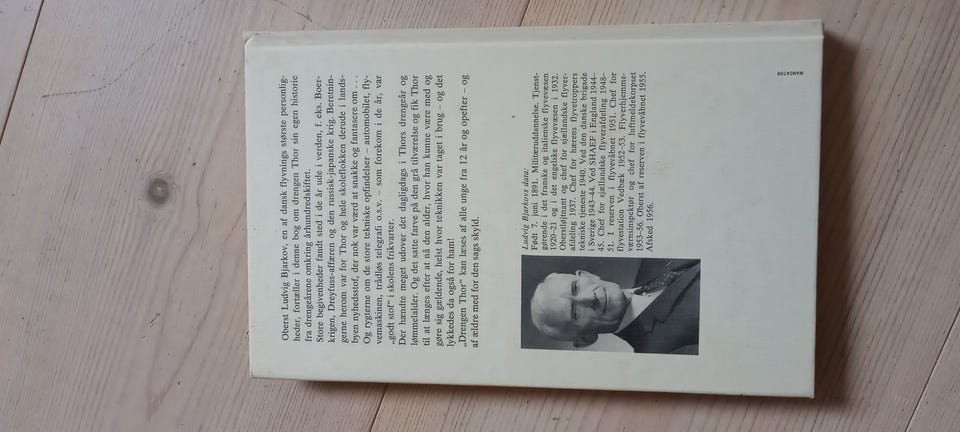 Oberst Ludvig Bjarkov, en af dansk flyvnings største personlig-
heder, fortæller i denne bog om drengen Thor sin egen historie
fra drengeårene omkring århundredskiftet.
Store begivenheder fandt sted i de år ude i verden, f. eks. Boer-
krigen, Dreyfuss-affæren og den russisk-japanske krig. Beretnin-
gerne herom var for Thor og hele skoleflokken derude i lands-
byen nyhedsstof, der nok var værd at snakke og fantasere om . .
Og rygterne om de store tekniske opfindelser – automobilet, fly-
vemaskinen, trådløs telegrafi o.s.v. – som forekom i de år, var
„godt stof“ i skolens frikvarter.
Der hændte meget udover det dagligdags i Thors drengeår og
lømmelalder. Og det satte farve på den grå tilværelse og fik Thor
til at længes efter at nå den alder, hvor han kunne være med og
gøre sig gældende, helst hvor teknikken var taget i brug – og det
lykkedes da også for ham!
„Drengen Thor“ kan læses af alle unge fra 12 år og opefter – og
af ældre med for den sags skyld.
Ludvig Bjarkovs data:
Født 7. juni 1891. Militæruddannelse. Tjenst-
gørende i det franske og italienske flyvevæsen
1920–21 og i det engelske flyvevæsen i 1932.
Oberstløjtnant og chef for sjællandske flyver-
afdeling 1937. Chef for hærens flyvetroppers
tekniske tjeneste 1940. Ved den danske brigade
i Sverige 1943–44. Ved SHAEF i England 1944–
45. Chef for sjællandske flyverafdeling 1948–
51. I reserven i flyvevåbnet 1951. Chef for
flyvestation Vedbæk 1952–53. Flyverhjemme-
værnsinspektør og chef for luftmeldekorpset
1953–56. Oberst af reserven i flyvevåbnet 1955.
Afsked 1956.
MANDATOR